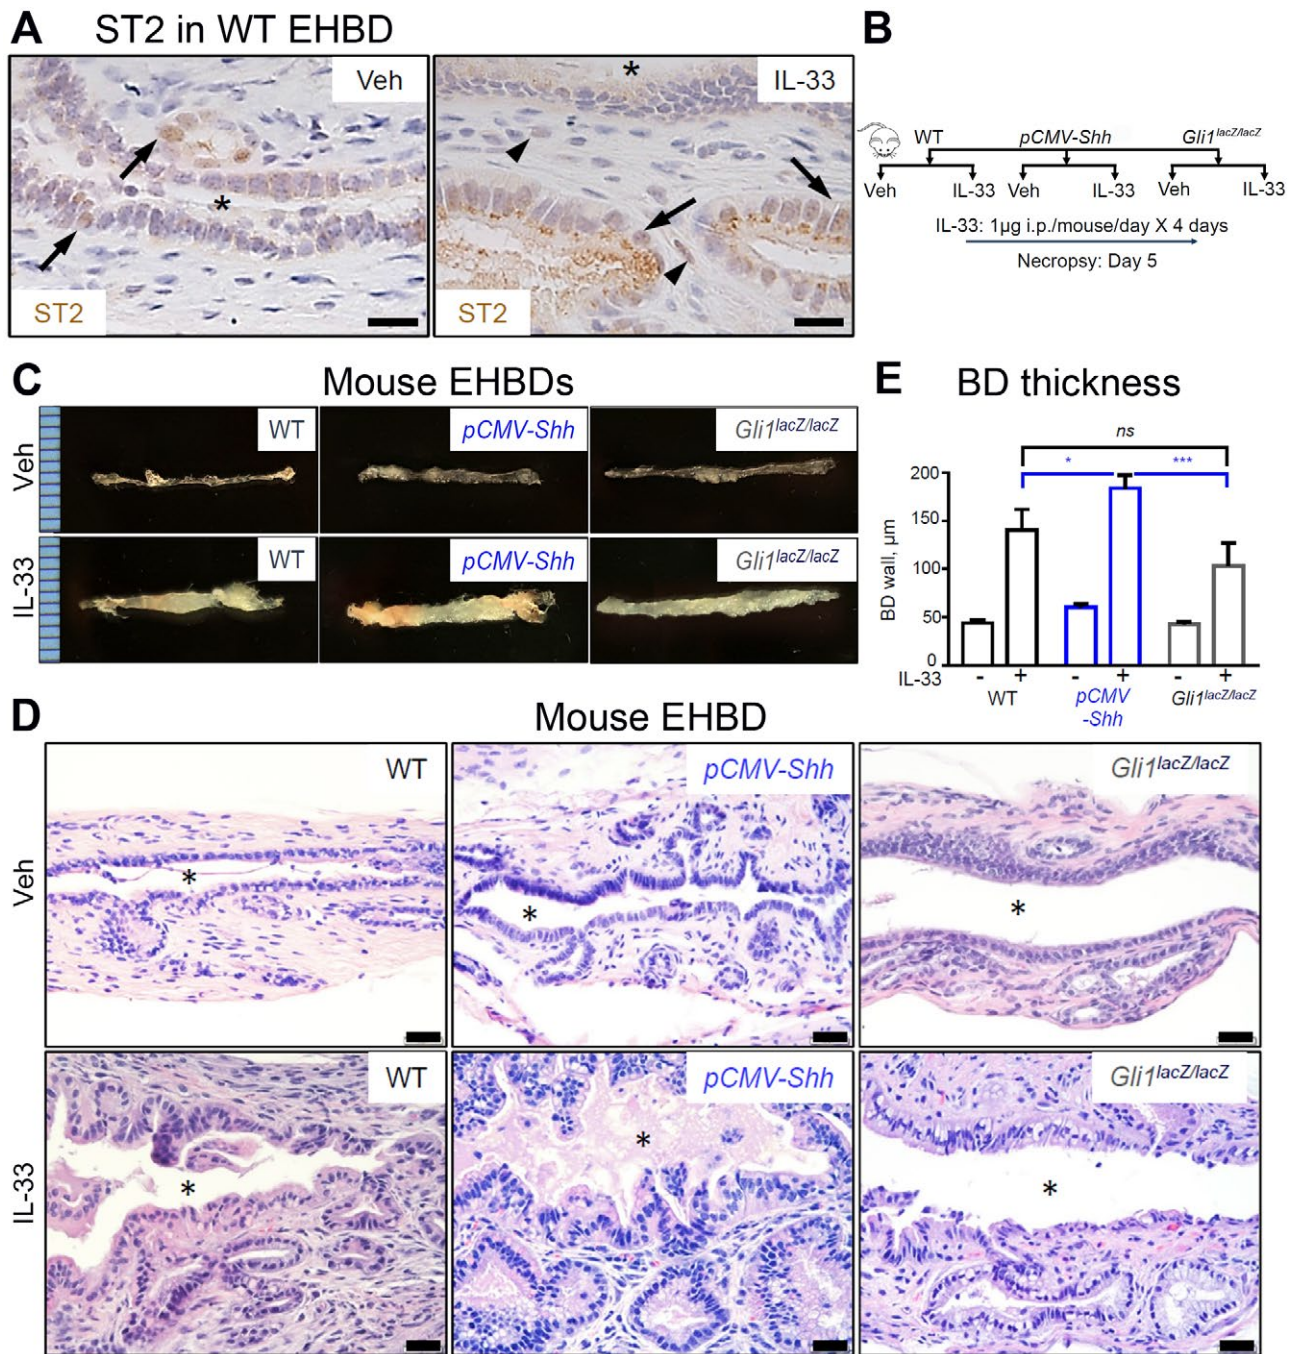 A ST2 in WT EHBD
Veh
ST2
*
IL-33
ST2
*
B
WT pCMV-Shh Gli1lacZ/lacZ
Veh IL-33 Veh IL-33 Veh IL-33
IL-33: 1µg i.p./mouse/day X 4 days
Necropsy: Day 5
C Mouse EHBDs
Veh
WT pCMV-Shh Gli1lacZ/lacZ
IL-33
WT pCMV-Shh Gli1lacZ/lacZ
E BD thickness
ns
* ***
BD wall, µm
200
150
100
50
0
IL-33 - + - + - +
WT pCMV Gli1lacZ/lacZ
-Shh
D Mouse EHBD
Veh
WT pCMV-Shh Gli1lacZ/lacZ
* * *
IL-33
WT pCMV-Shh Gli1lacZ/lacZ
* * *